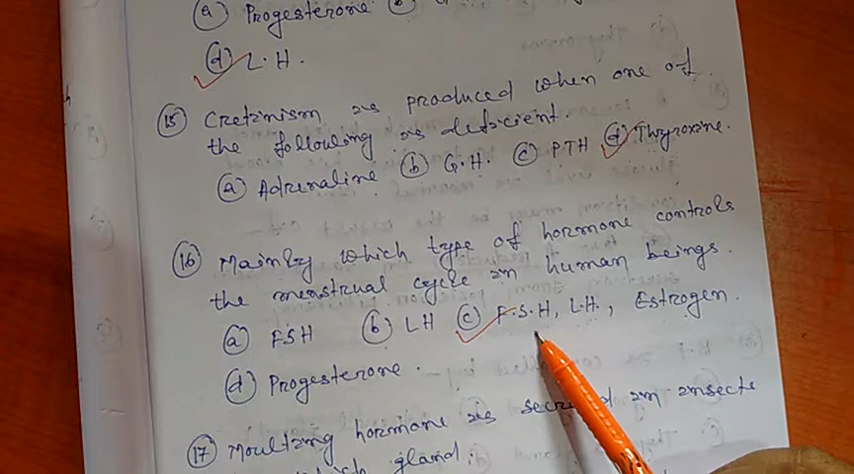 (a) Progesterone (b)
(d) L.H.
(15) Cretinism is produced when one of
the following is deficient.
(a) Adrenaline (b) G.H. (c) PTH (d) Thyroxine.
(16) Mainly which type of hormone controls
the menstrual cycle in human beings.
(a) FSH (b) LH (c) F.S.H, L.H., Estrogen.
(d) Progesterone.
(17) Moulting hormone is secreted in insects
gland.